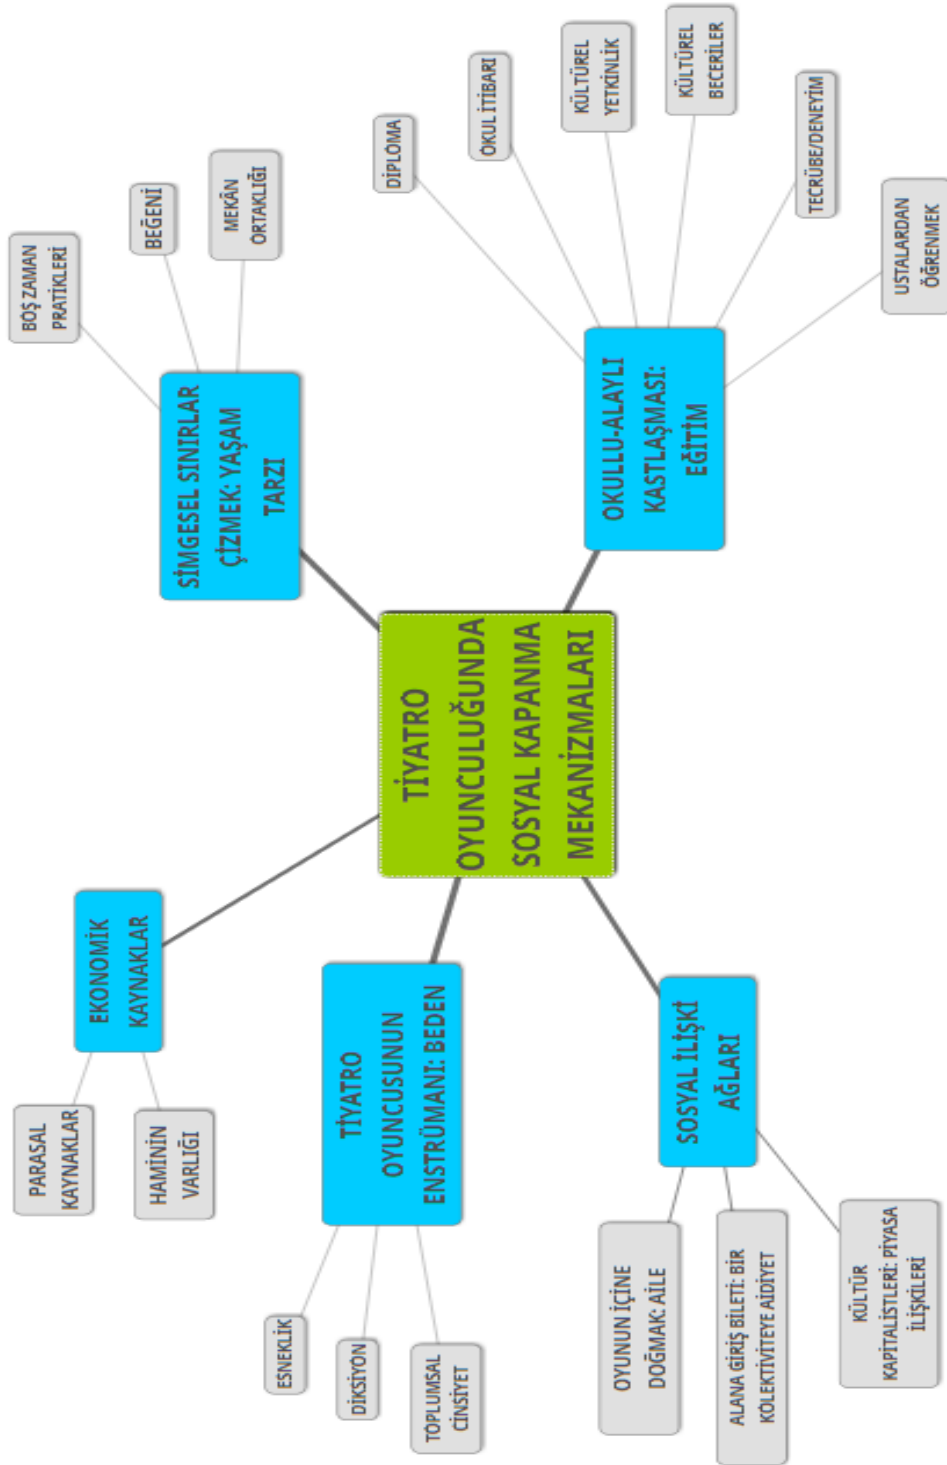 TİYATRO
OYUNCULUĞUNDA
SOSYAL KAPANMA
MEKANİZMALARI
SİMGESEL SINIRLAR
ÇİZMEK: YAŞAM
TARZI
BOŞ ZAMAN
PRATİKLERİ
BEĞENİ
MEKÂN
ORTAKLIĞI
OKULLU-ALAYLI
KASTLAŞMASI:
EĞİTİM
DİPLOMA
OKUL İTİBARI
KÜLTÜREL
YETKİNLİK
KÜLTÜREL
BECERİLER
TECRÜBE/DENEYİM
USTALARDAN
ÖĞRENMEK
EKONOMİK
KAYNAKLAR
PARASAL
KAYNAKLAR
HAMİNİN
VARLIĞI
TİYATRO
OYUNCUSUNUN
ENSTRÜMANI: BEDEN
ESNEKLİK
DİKSİYON
TOPLUMSAL
CİNSİYET
SOSYAL İLİŞKİ
AĞLARI
OYUNUN İÇİNE
DOĞMAK: AİLE
ALANA GİRİŞ BİLETİ: BİR
KOLEKTİVİTEYE AİDİYET
KÜLTÜR
KAPİTALİSTLERİ: PİYASA
İLİŞKİLERİ